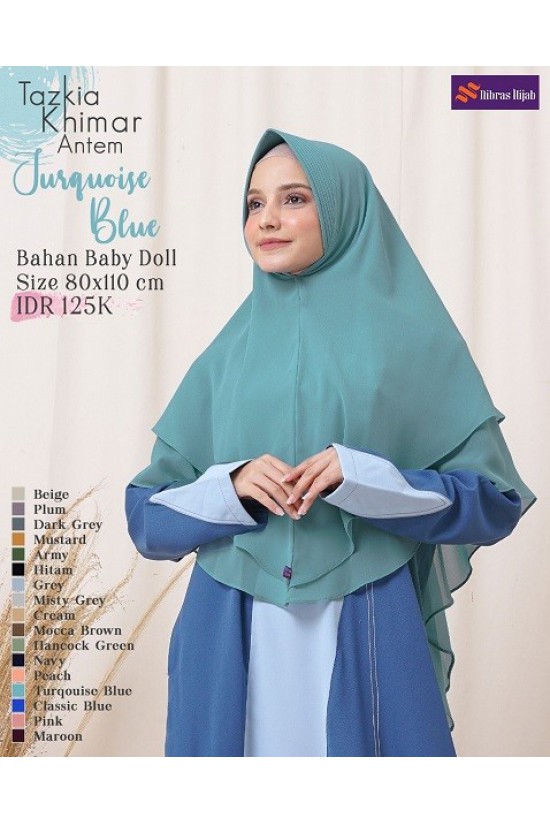 Tazkia
Khimar
Antem
Turquoise
Blue
Bahan Baby Doll
Size 80x110 cm
IDR 125K
Nibras Hijab
Beige
Plum
Dark Grey
Mustard
Army
Hitam
Grey
Misty Grey
Cream
Mocca Brown
Hancock Green
Navy
Peach
Turqouise Blue
Classic Blue
Pink
Maroon